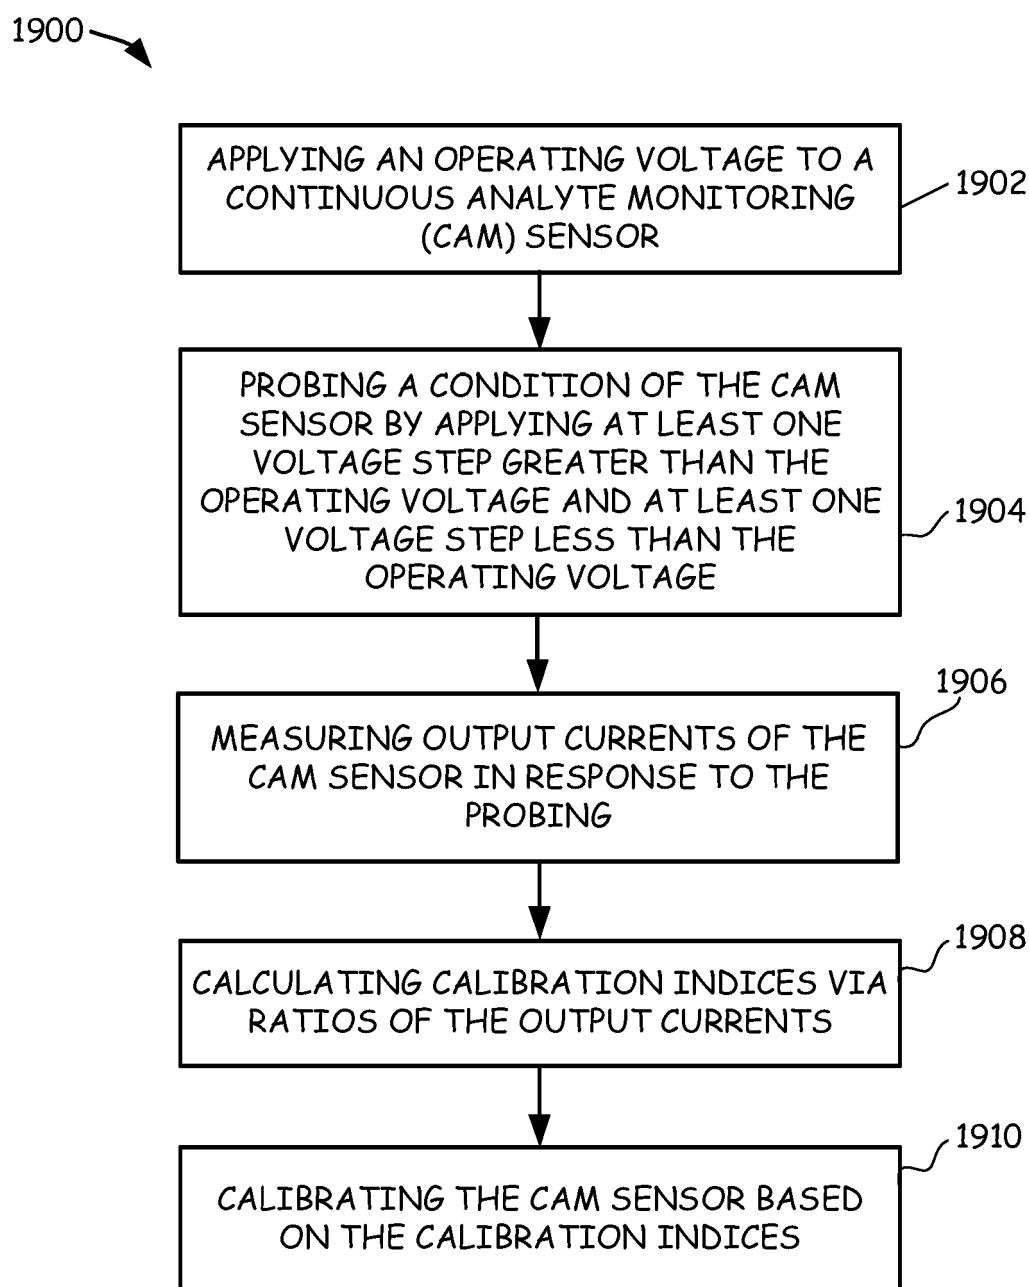 1900
APPLYING AN OPERATING VOLTAGE TO A
CONTINUOUS ANALYTE MONITORING
(CAM) SENSOR
1902
PROBING A CONDITION OF THE CAM
SENSOR BY APPLYING AT LEAST ONE
VOLTAGE STEP GREATER THAN THE
OPERATING VOLTAGE AND AT LEAST ONE
VOLTAGE STEP LESS THAN THE
OPERATING VOLTAGE
1904
MEASURING OUTPUT CURRENTS OF THE
CAM SENSOR IN RESPONSE TO THE
PROBING
1906
CALCULATING CALIBRATION INDICES VIA
RATIOS OF THE OUTPUT CURRENTS
1908
CALIBRATING THE CAM SENSOR BASED
ON THE CALIBRATION INDICES
1910